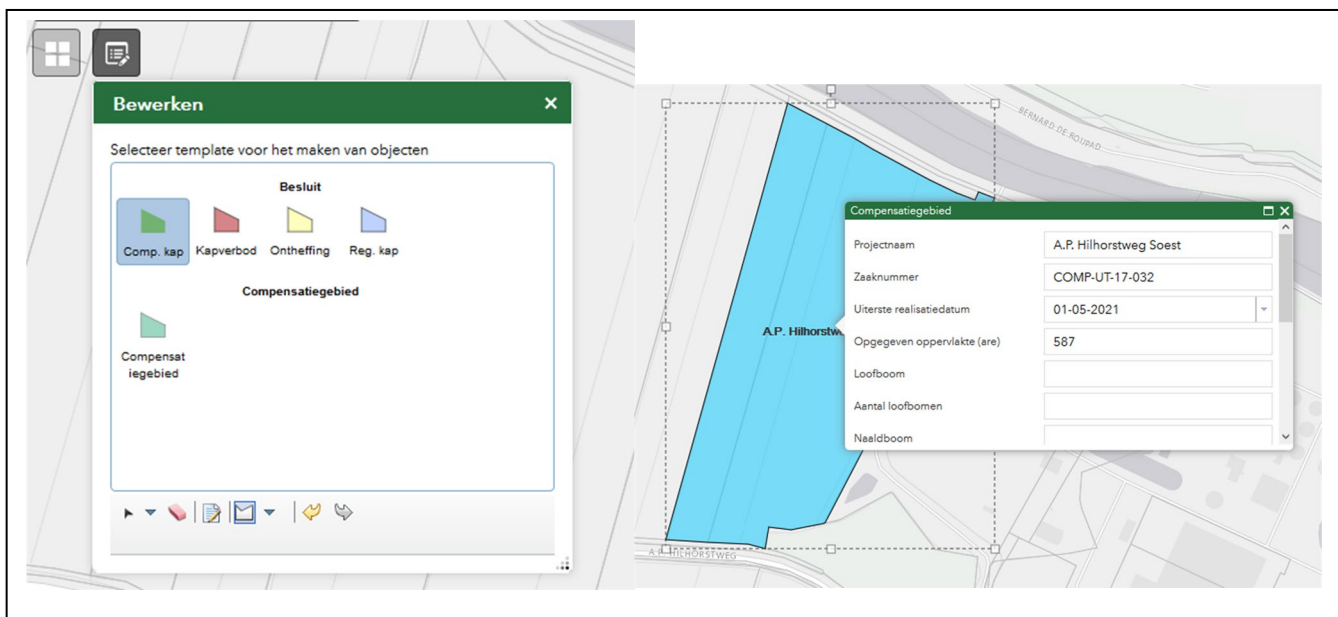 Bewerken
Selecteer template voor het maken van objecten
Besluit
Comp. kap Kapverbod Ontheffing Reg. kap
Compensatiegebied
Compensat
iegebied
BERNARD-DE-ROIJPAD
Compensatiegebied
Projectnaam A.P. Hilhorstweg Soest
Zaaknummer COMP-UT-17-032
Uiterste realisatiedatum 01-05-2021
A.P. Hilhorstw
Opgegeven oppervlakte (are) 587
Loofboom
Aantal loofbomen
Naaldboom
A.P. HILHORSTWEG